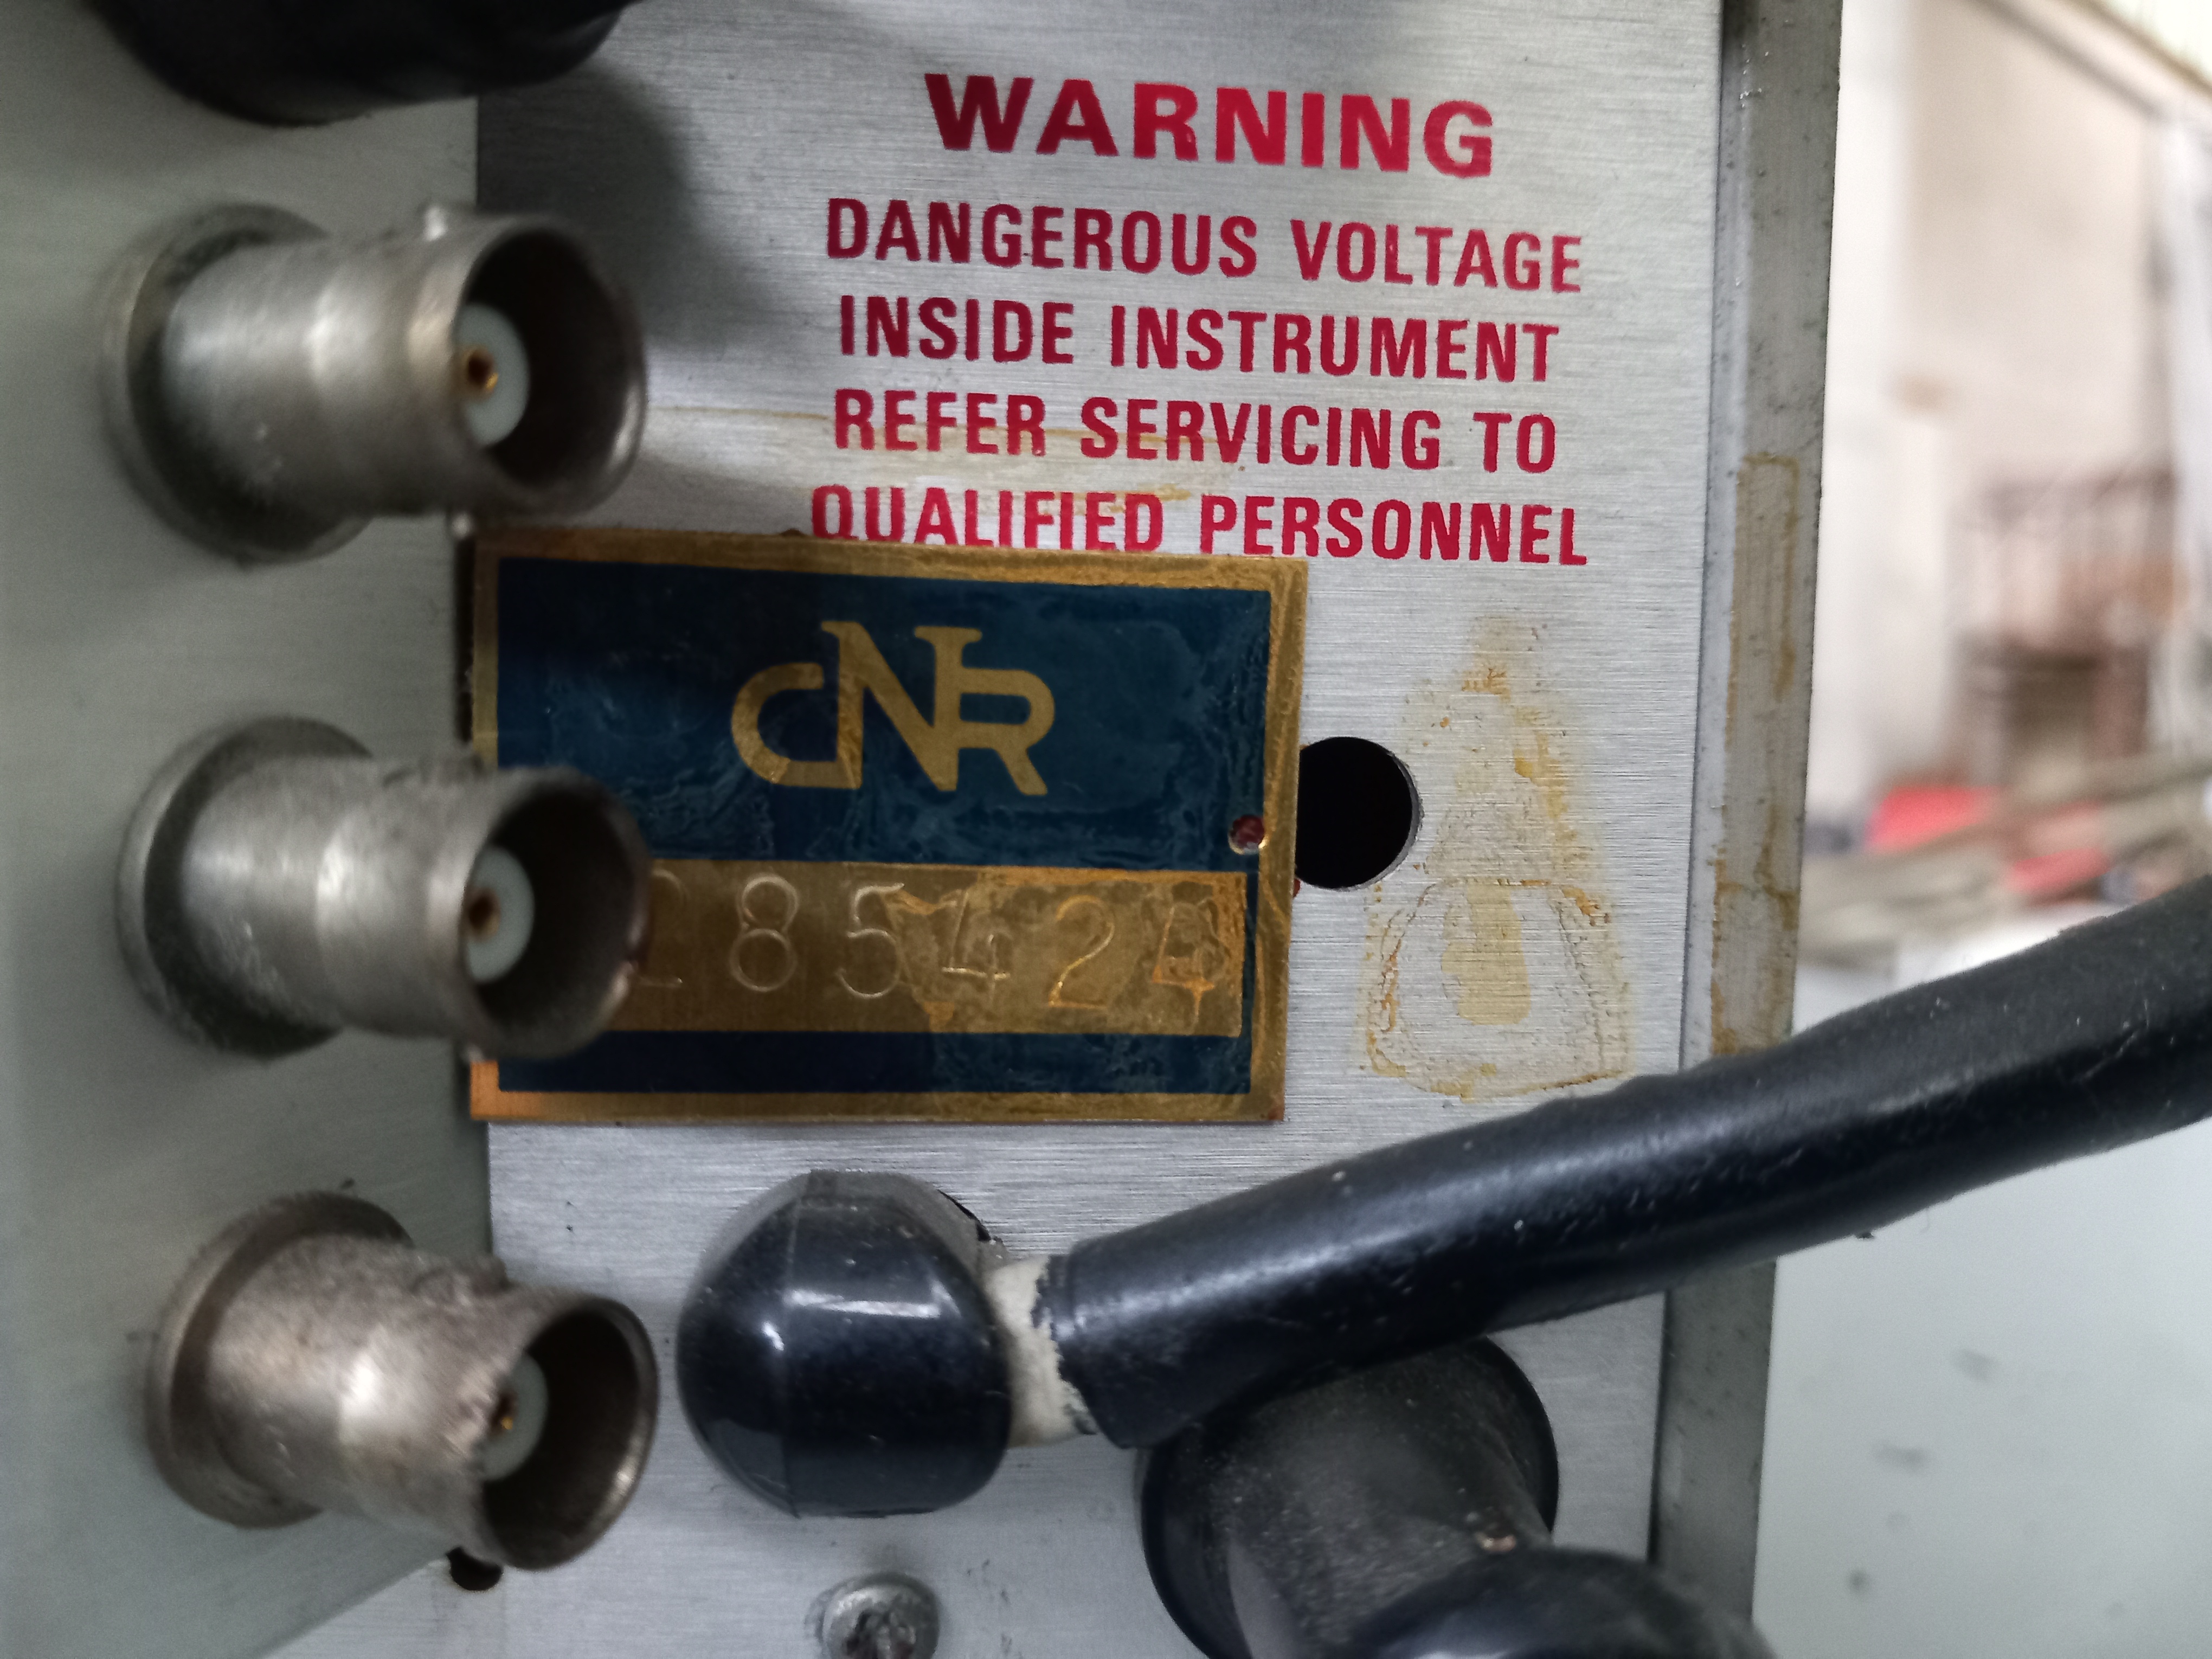 WARNING
DANGEROUS VOLTAGE
INSIDE INSTRUMENT
REFER SERVICING TO
QUALIFIED PERSONNEL
CNR